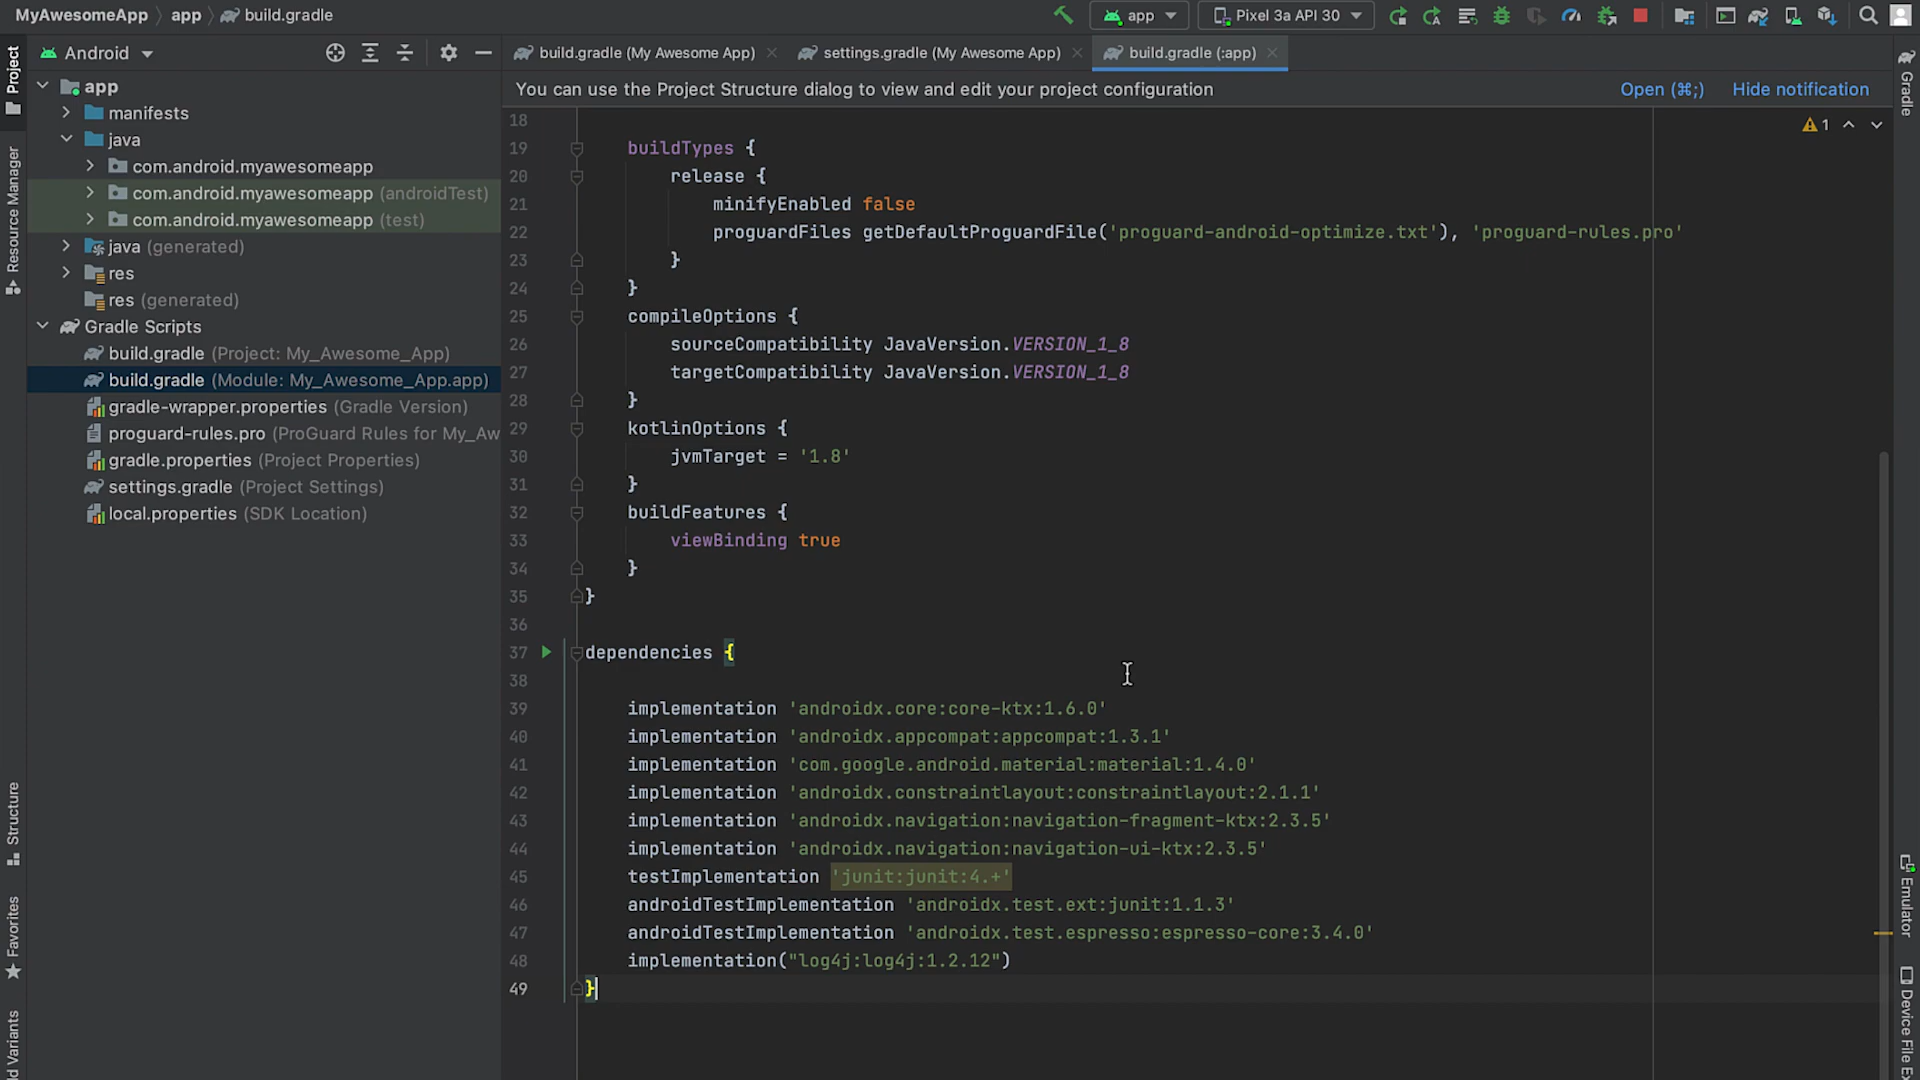 MyAwesomeApp app build.gradle
app Pixel 3a API 30
Android
build.gradle (My Awesome App) settings.gradle (My Awesome App) build.gradle (:app)
You can use the Project Structure dialog to view and edit your project configuration Open (⌘;) Hide notification
Project
Resource Manager
Structure
Favorites
d Variants
app
manifests
java
com.android.myawesomeapp
com.android.myawesomeapp (androidTest)
com.android.myawesomeapp (test)
java (generated)
res
res (generated)
Gradle Scripts
build.gradle (Project: My_Awesome_App)
build.gradle (Module: My_Awesome_App.app)
gradle-wrapper.properties (Gradle Version)
proguard-rules.pro (ProGuard Rules for My_Aw
gradle.properties (Project Properties)
settings.gradle (Project Settings)
local.properties (SDK Location)
1
18
19 buildTypes {
20 release {
21 minifyEnabled false
22 proguardFiles getDefaultProguardFile('proguard-android-optimize.txt'), 'proguard-rules.pro'
23 }
24 }
25 compileOptions {
26 sourceCompatibility JavaVersion.VERSION_1_8
27 targetCompatibility JavaVersion.VERSION_1_8
28 }
29 kotlinOptions {
30 jvmTarget = '1.8'
31 }
32 buildFeatures {
33 viewBinding true
34 }
35 }
36
37 dependencies {
38
39 implementation 'androidx.core:core-ktx:1.6.0'
40 implementation 'androidx.appcompat:appcompat:1.3.1'
41 implementation 'com.google.android.material:material:1.4.0'
42 implementation 'androidx.constraintlayout:constraintlayout:2.1.1'
43 implementation 'androidx.navigation:navigation-fragment-ktx:2.3.5'
44 implementation 'androidx.navigation:navigation-ui-ktx:2.3.5'
45 testImplementation 'junit:junit:4.+'
46 androidTestImplementation 'androidx.test.ext:junit:1.1.3'
47 androidTestImplementation 'androidx.test.espresso:espresso-core:3.4.0'
48 implementation("log4j:log4j:1.2.12")
49 }
Gradle
Emulator
Device File Ex